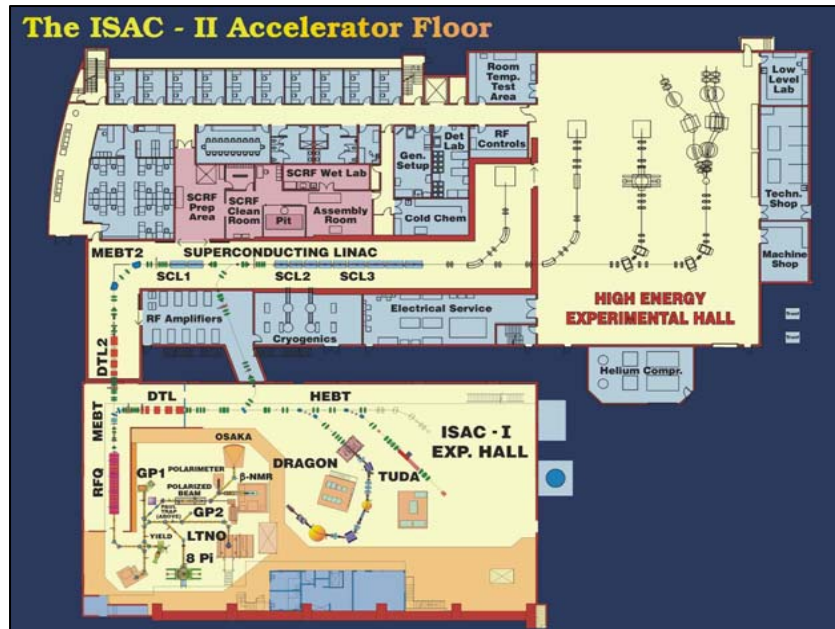 The ISAC - II Accelerator Floor
Room
Temp.
Test
Area
Low
Level
Lab
Det
Lab
RF
Controls
Gen.
Setup
SCRF Wet Lab
SCRF
Prep
Area
SCRF
Clean
Room
Pit
Assembly
Room
Cold Chem
Techn.
Shop
Machine
Shop
MEBT2
SUPERCONDUCTING LINAC
SCL1
SCL2
SCL3
HIGH ENERGY
EXPERIMENTAL HALL
RF Amplifiers
Cryogenics
Electrical Service
DTL2
Helium Compr.
MEBT
DTL
HEBT
ISAC - I
EXP. HALL
OSAKA
RFQ
GP1
POLARIMETER
POLARIZED
BEAM
β-NMR
DRAGON
TUDA
GP2
TRAP
(ABOVE)
YIELD
LTNO
8 Pi